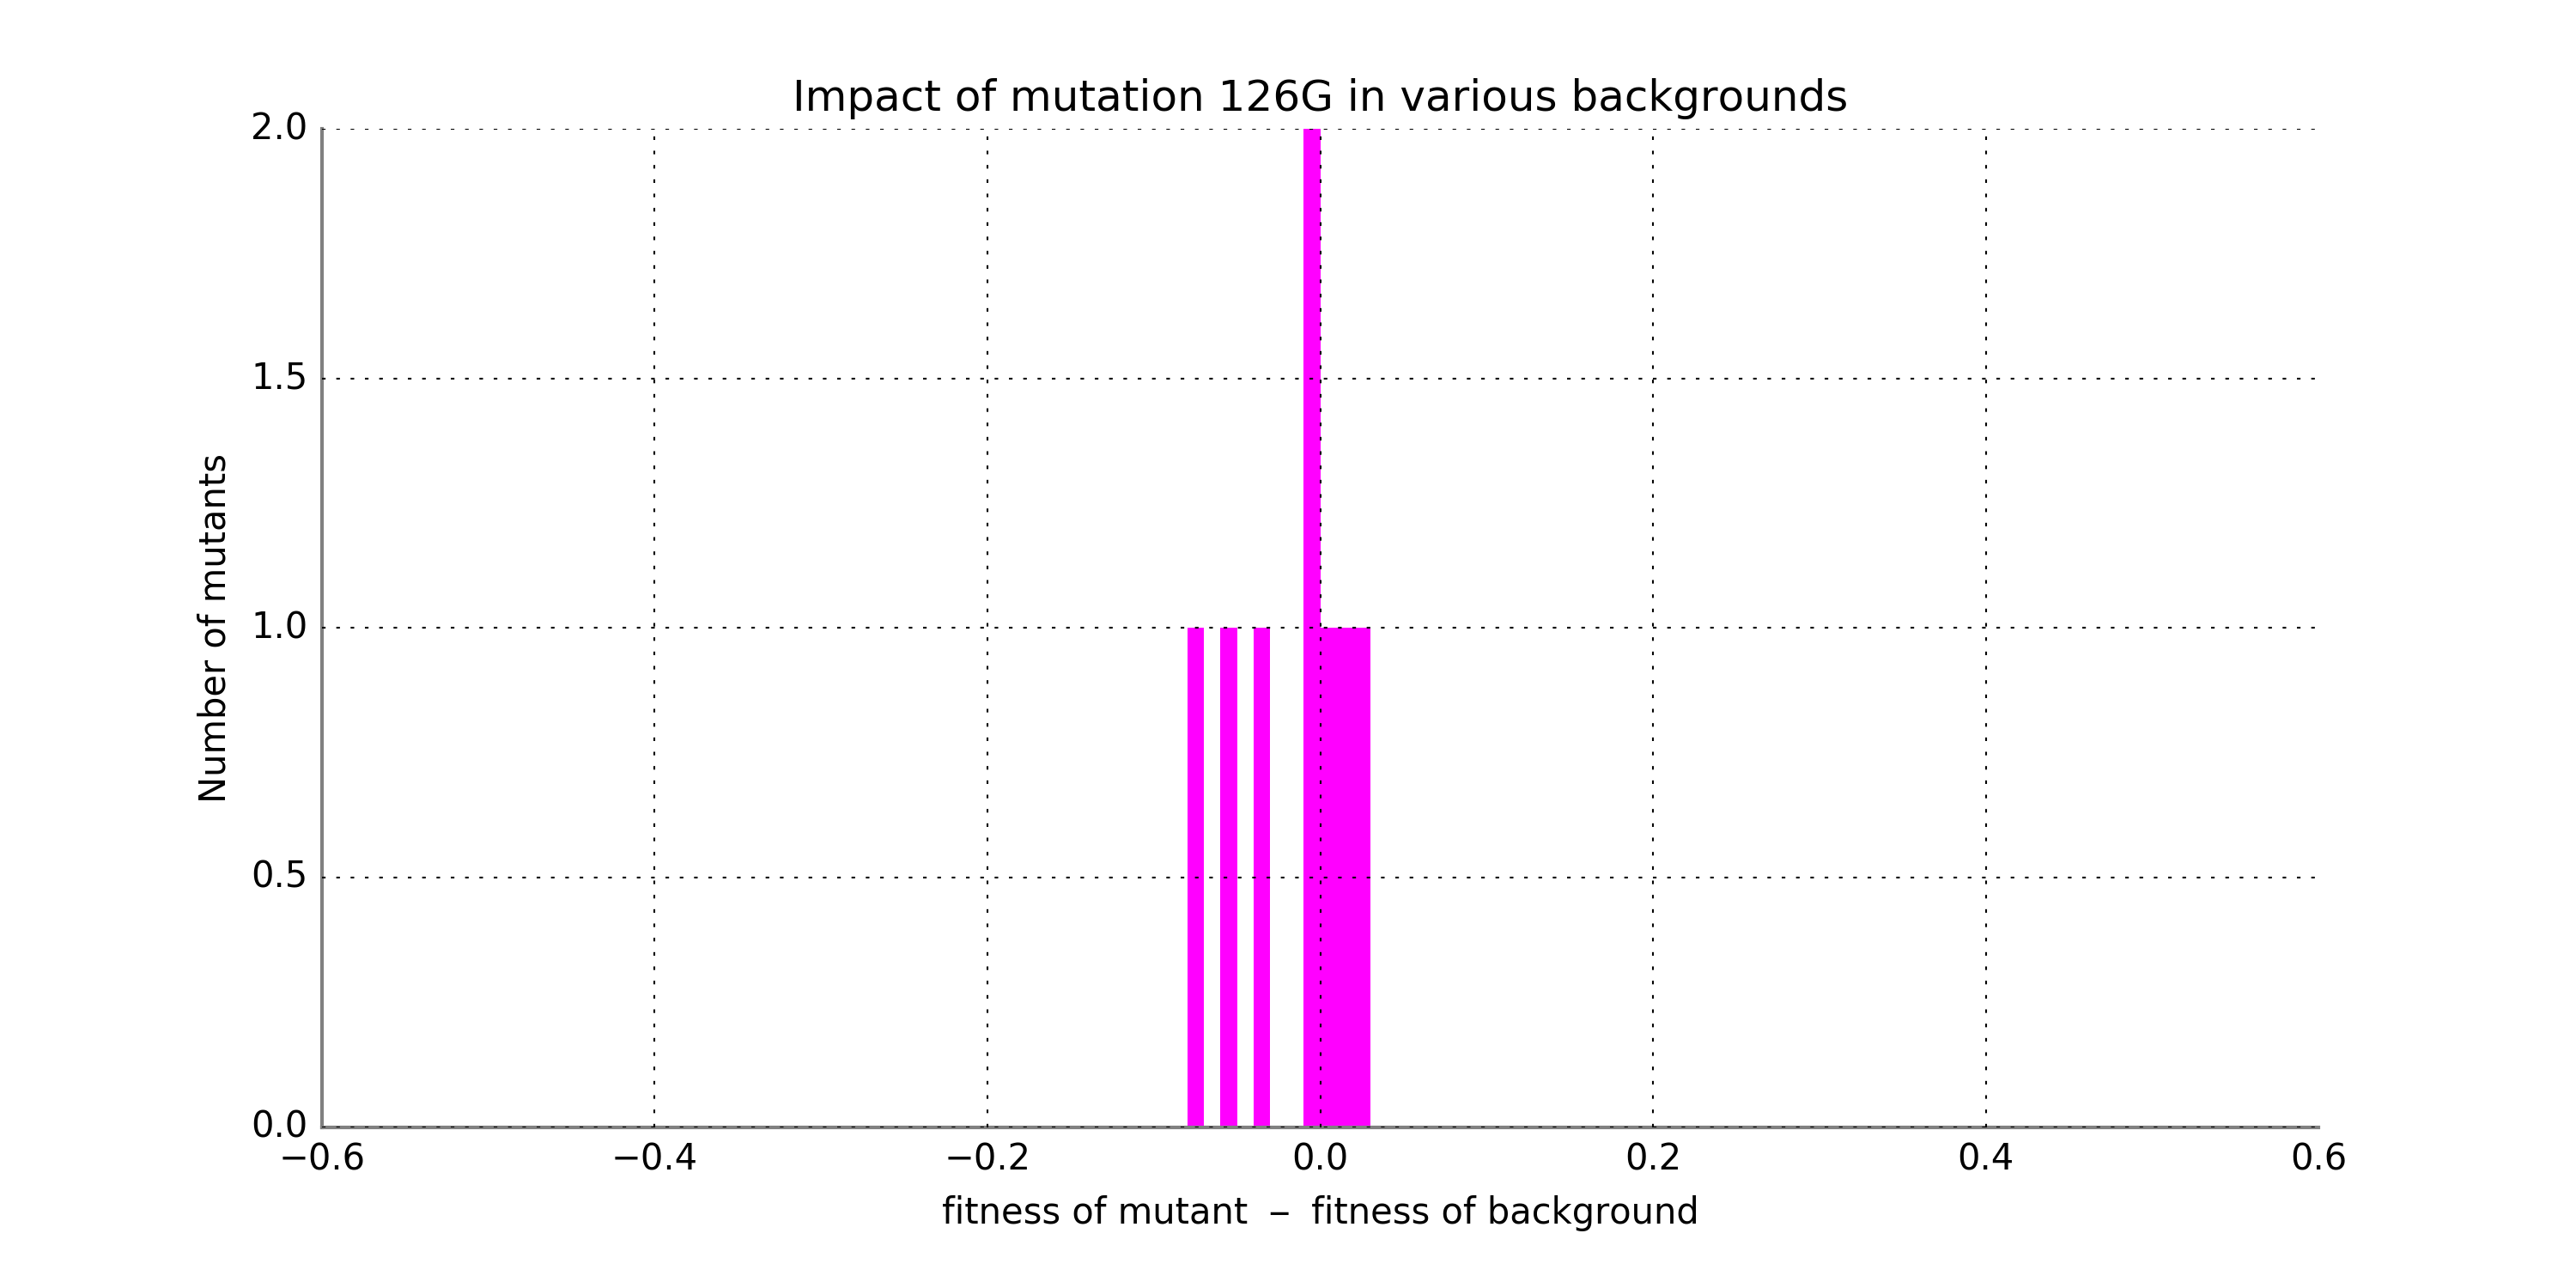 Impact of mutation 126G in various backgrounds
2.0
1.5
1.0
0.5
0.0
Number of mutants
−0.6 −0.4 −0.2 0.0 0.2 0.4 0.6
fitness of mutant − fitness of background